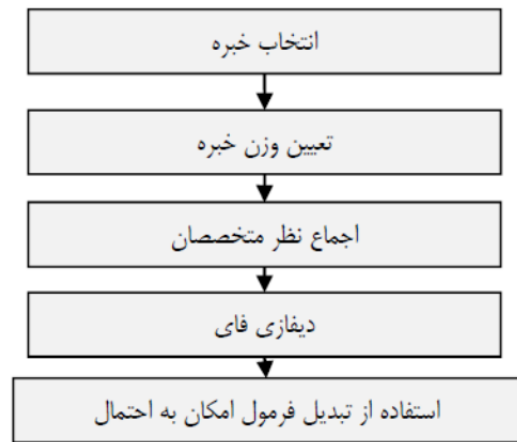 انتخاب خبره
تعیین وزن خبره
اجماع نظر متخصصان
دیفازی فای
استفاده از تبدیل فرمول امکان به احتمال